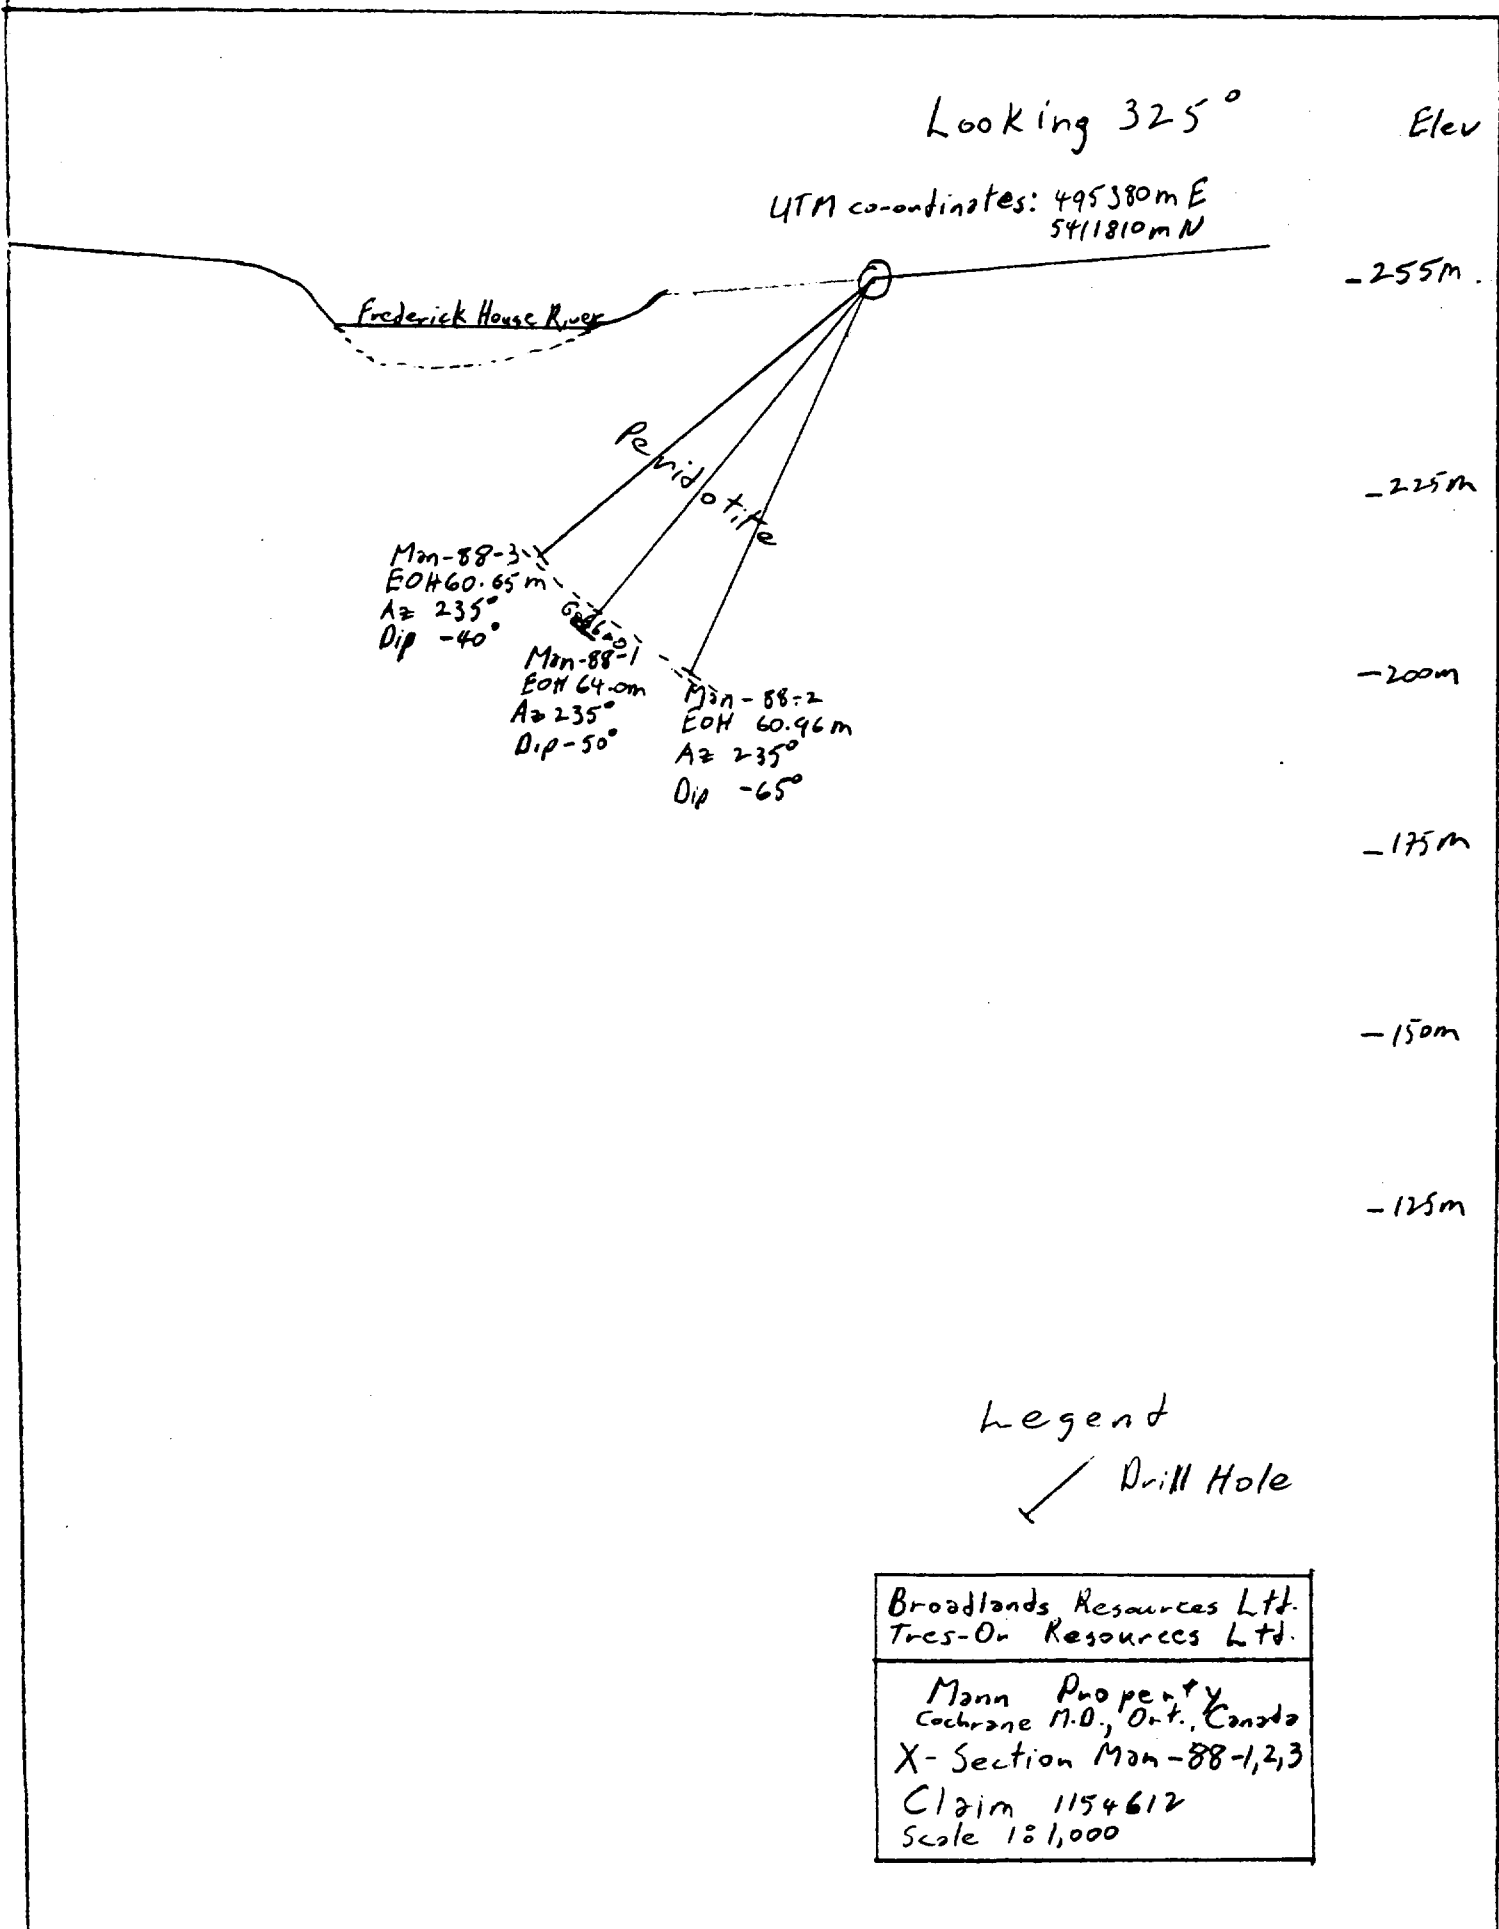 Looking 325°
Elev
UTM co-ordinates: 495380m E
5411810m N
-255m.
Frederick House River
Peridotite
-225m
Man-88-3
EOH 60.65m
Az 235°
Dip -40°
Gabbro
Man-88-1
EOH 64.0m
Az 235°
Dip -50°
Man-88-2
EOH 60.96m
Az 235°
Dip -65°
-200m
-175m
-150m
-125m
Legend
Drill Hole
Broadlands Resources Ltd.
Tres-Or Resources Ltd.
Mann Property
Cochrane M.D., Ont., Canada
X-Section Man-88-1,2,3
Claim 1154612
Scale 1:1,000